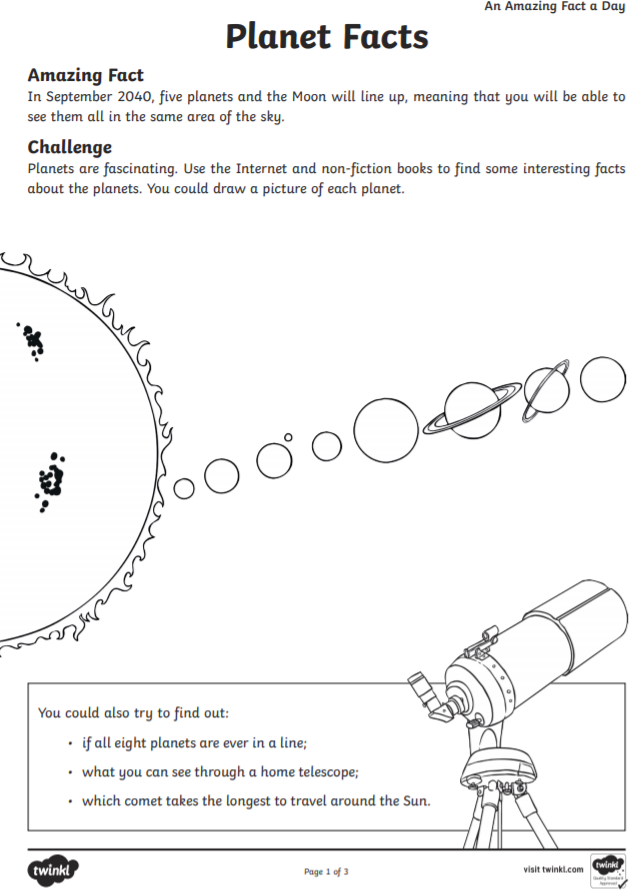 An Amazing Fact a Day
Planet Facts
Amazing Fact
In September 2040, five planets and the Moon will line up, meaning that you will be able to
see them all in the same area of the sky.
Challenge
Planets are fascinating. Use the Internet and non-fiction books to find some interesting facts
about the planets. You could draw a picture of each planet.
You could also try to find out:
• if all eight planets are ever in a line;
• what you can see through a home telescope;
• which comet takes the longest to travel around the Sun.
twinkl
Page 1 of 3
visit twinkl.com
twinkl
Quality Standard
Approved